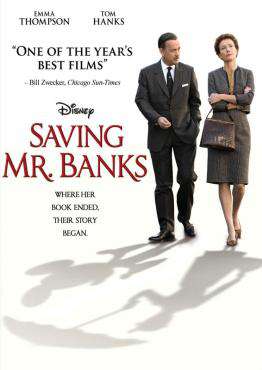 EMMA THOMPSON
TOM HANKS
“ONE OF THE YEAR'S
BEST FILMS”
– Bill Zwecker, Chicago Sun-Times
Disney
SAVING
MR. BANKS
WHERE HER
BOOK ENDED,
THEIR STORY
BEGAN.